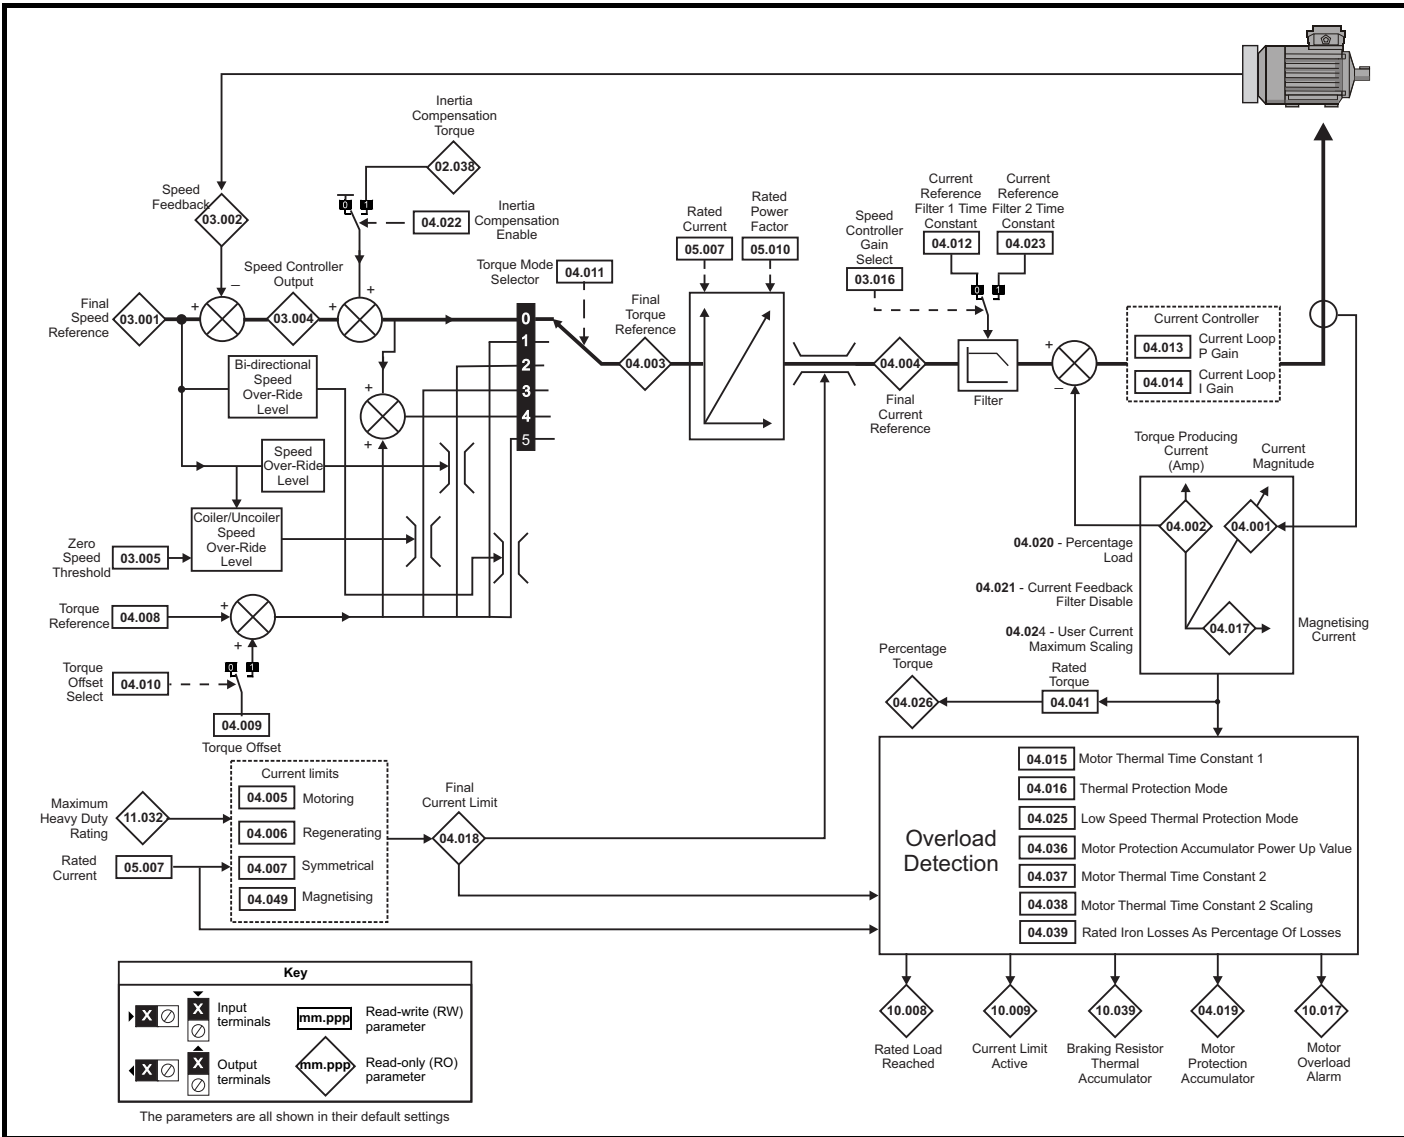 Inertia
Compensation
Torque
02.038
Speed
Feedback
03.002
0 1
04.022
Inertia
Compensation
Enable
Speed Controller
Output
03.004
Final
Speed
Reference
03.001
Torque Mode
Selector
04.011
Final
Torque
Reference
04.003
Rated
Current
05.007
Rated
Power
Factor
05.010
Speed
Controller
Gain
Select
03.016
Current
Reference
Filter 1 Time
Constant
04.012
Current
Reference
Filter 2 Time
Constant
04.023
0 1
04.004
Final
Current
Reference
Filter
Current Controller
04.013
Current Loop
P Gain
04.014
Current Loop
I Gain
0
1
2
3
4
5
Bi-directional
Speed
Over-Ride
Level
Speed
Over-Ride
Level
Coiler/Uncoiler
Speed
Over-Ride
Level
Zero
Speed
Threshold
03.005
Torque
Reference
04.008
Torque
Offset
Select
04.010
0 1
04.009
Torque Offset
Torque Producing
Current
(Amp)
Current
Magnitude
04.002
04.001
04.017
Magnetising
Current
04.020 - Percentage
Load
04.021 - Current Feedback
Filter Disable
04.024 - User Current
Maximum Scaling
Percentage
Torque
04.026
Rated
Torque
04.041
Maximum
Heavy Duty
Rating
11.032
Rated
Current
05.007
Current limits
04.005 Motoring
04.006 Regenerating
04.007 Symmetrical
04.049 Magnetising
Final
Current Limit
04.018
Overload
Detection
04.015 Motor Thermal Time Constant 1
04.016 Thermal Protection Mode
04.025 Low Speed Thermal Protection Mode
04.036 Motor Protection Accumulator Power Up Value
04.037 Motor Thermal Time Constant 2
04.038 Motor Thermal Time Constant 2 Scaling
04.039 Rated Iron Losses As Percentage Of Losses
10.008
Rated Load
Reached
10.009
Current Limit
Active
10.039
Braking Resistor
Thermal
Accumulator
04.019
Motor
Protection
Accumulator
10.017
Motor
Overload
Alarm
Key
X X
Input
terminals
mm.ppp
Read-write (RW)
parameter
X X
Output
terminals
mm.ppp
Read-only (RO)
parameter
The parameters are all shown in their default settings